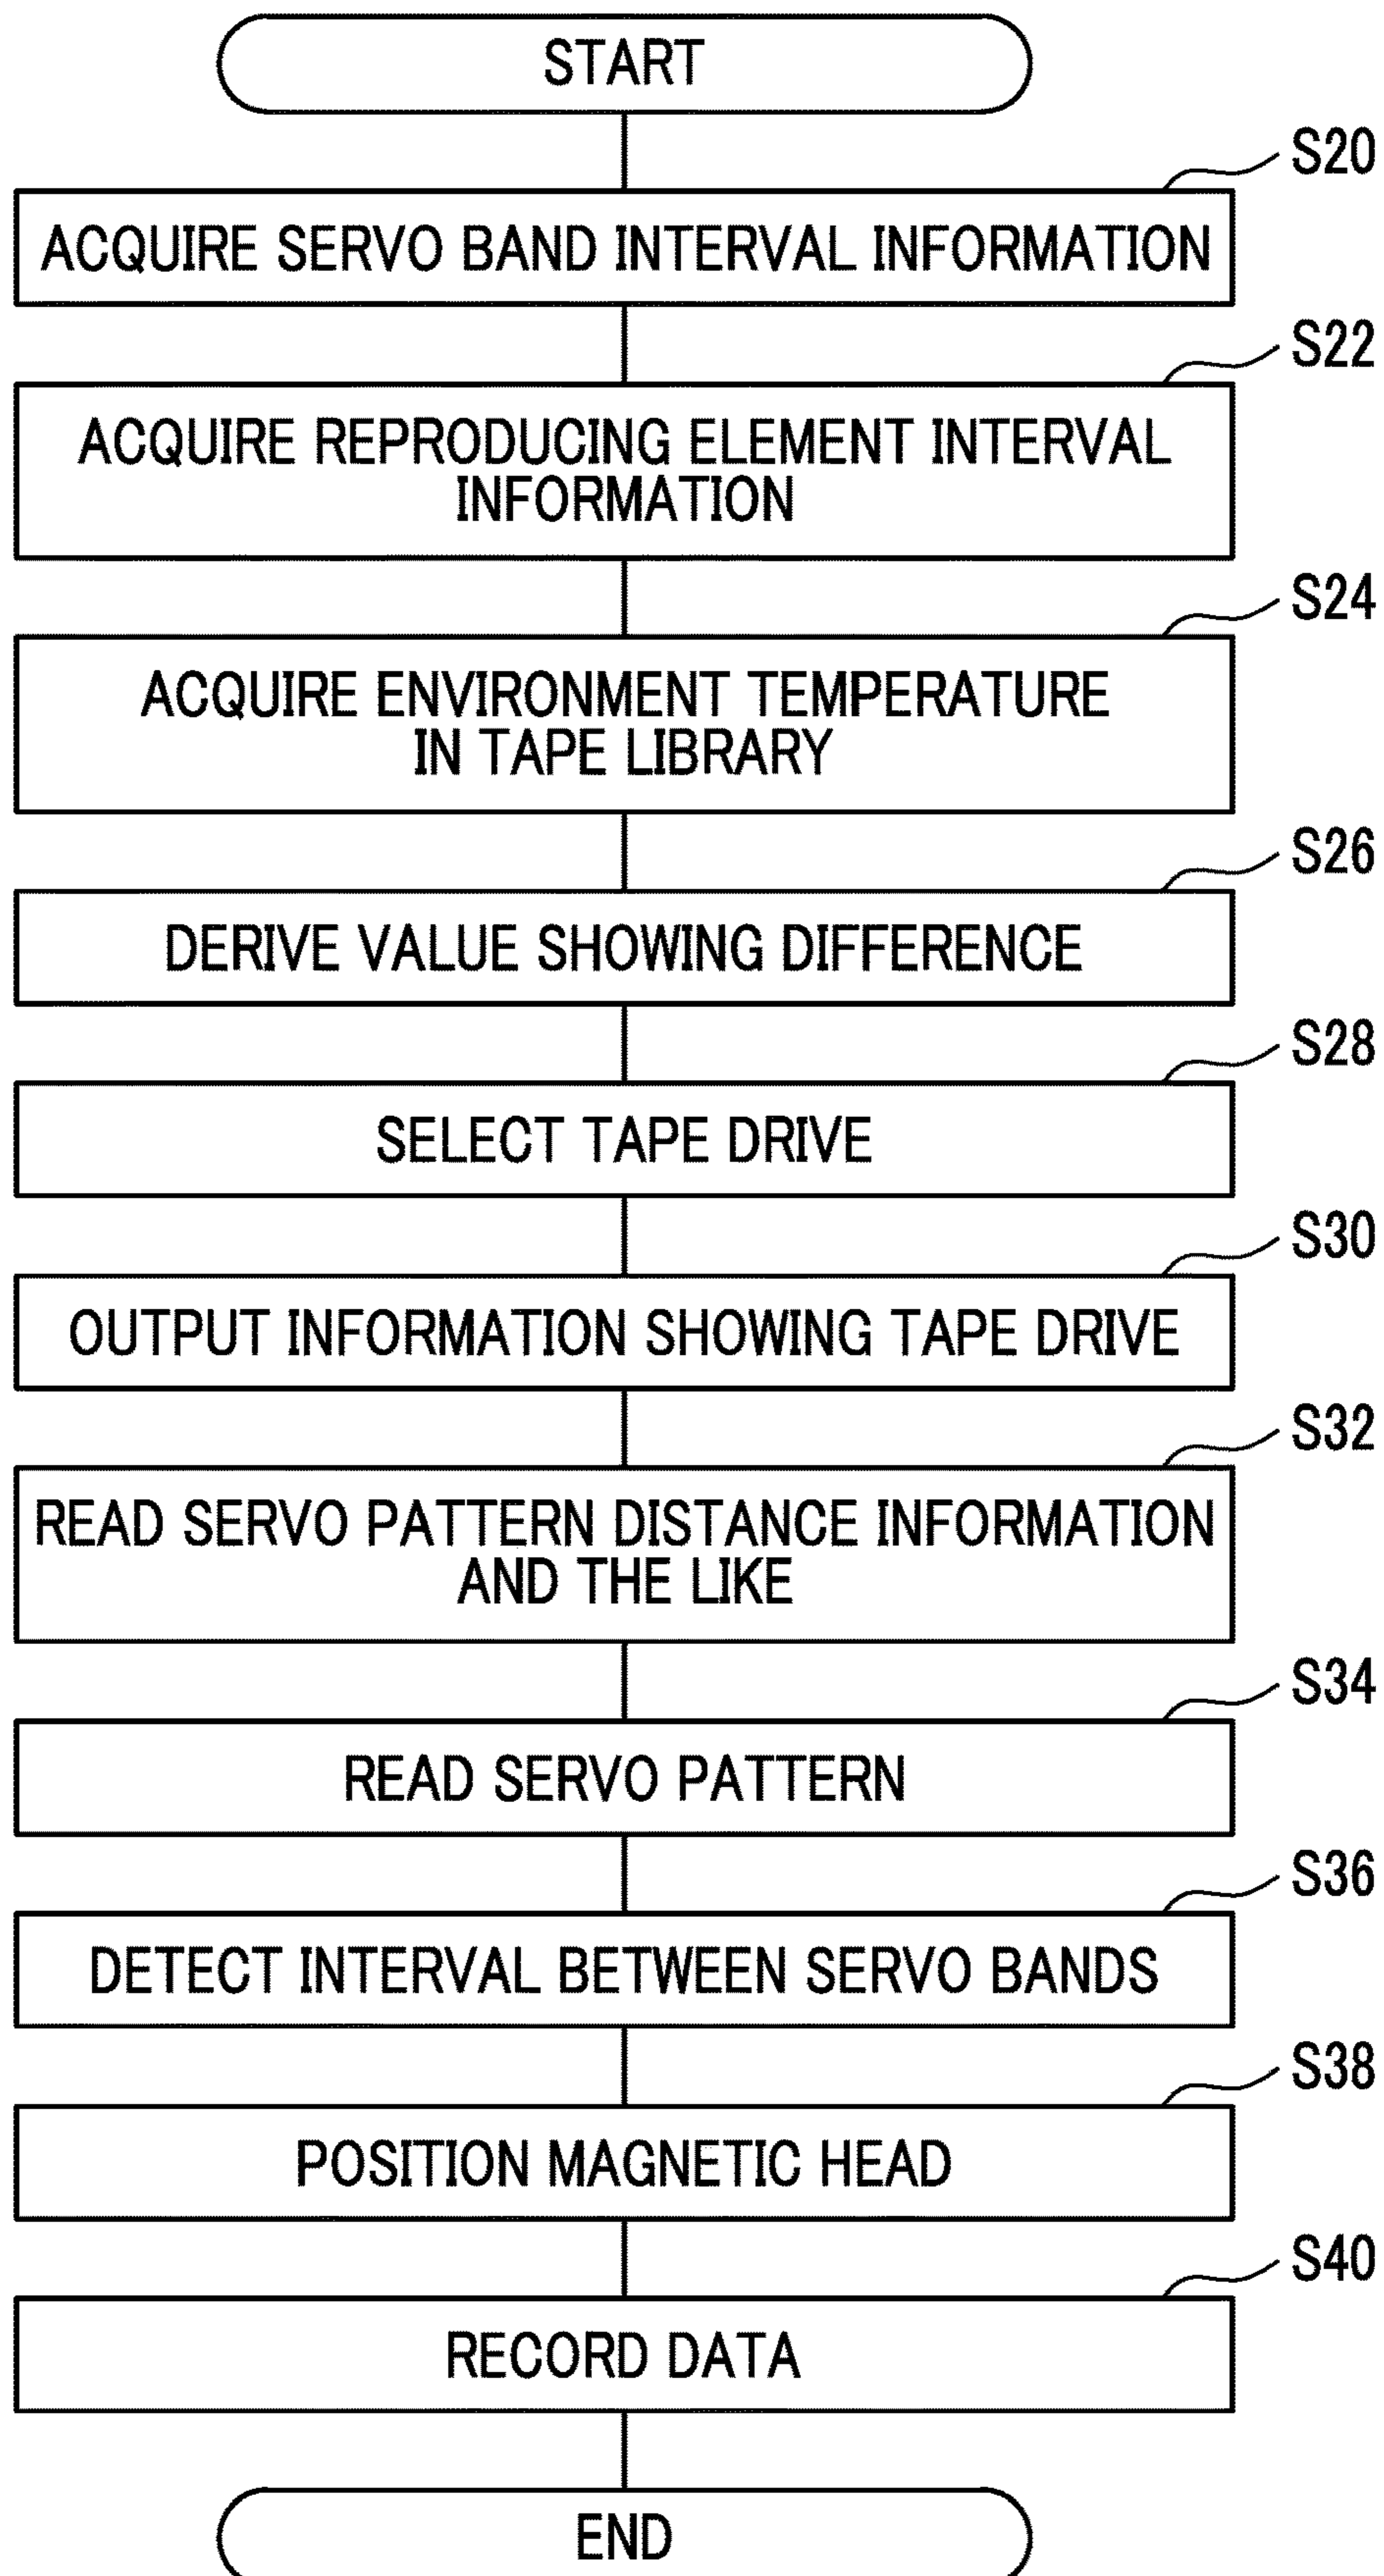 START
S20
ACQUIRE SERVO BAND INTERVAL INFORMATION
S22
ACQUIRE REPRODUCING ELEMENT INTERVAL
INFORMATION
S24
ACQUIRE ENVIRONMENT TEMPERATURE
IN TAPE LIBRARY
S26
DERIVE VALUE SHOWING DIFFERENCE
S28
SELECT TAPE DRIVE
S30
OUTPUT INFORMATION SHOWING TAPE DRIVE
S32
READ SERVO PATTERN DISTANCE INFORMATION
AND THE LIKE
S34
READ SERVO PATTERN
S36
DETECT INTERVAL BETWEEN SERVO BANDS
S38
POSITION MAGNETIC HEAD
S40
RECORD DATA
END